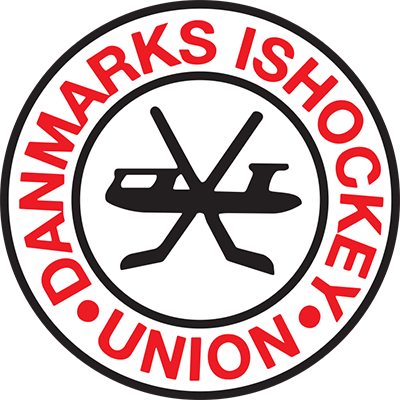 DANMARKS ISHOCKEY
• UNION •